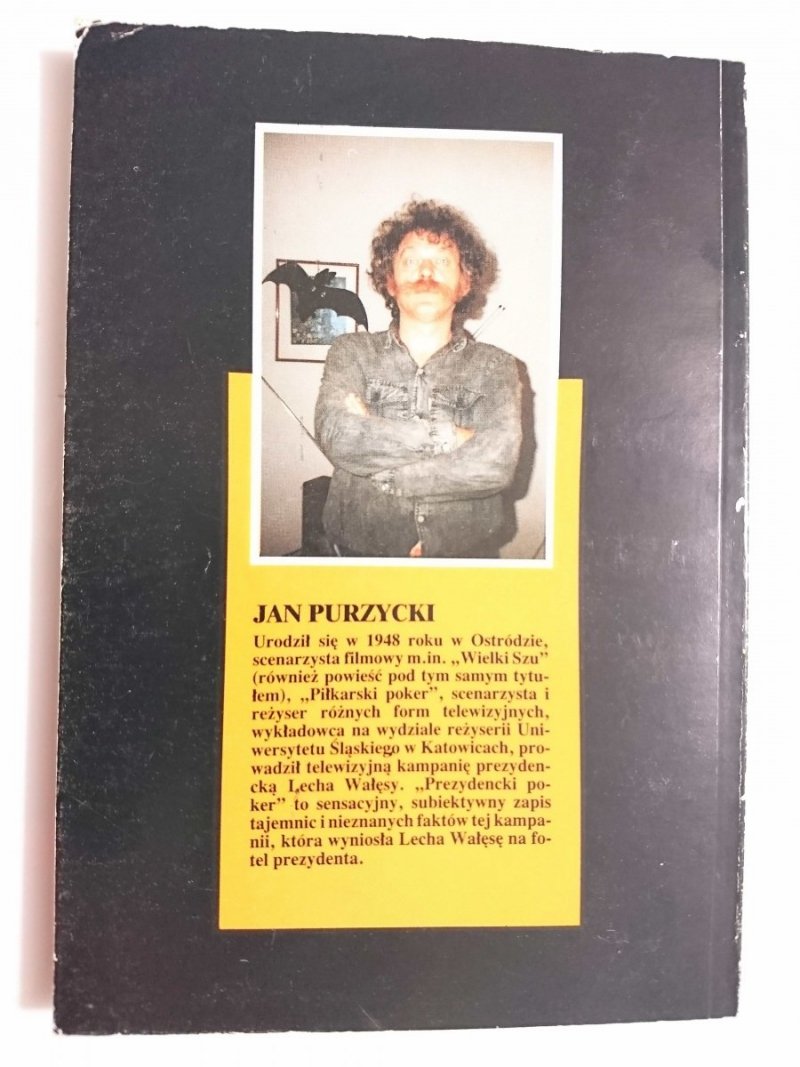 JAN PURZYCKI
Urodził się w 1948 roku w Ostródzie,
scenarzysta filmowy m.in. „Wielki Szu”
(również powieść pod tym samym tytu-
łem), „Piłkarski poker”, scenarzysta i
reżyser różnych form telewizyjnych,
wykładowca na wydziale reżyserii Uni-
wersytetu Śląskiego w Katowicach, pro-
wadził telewizyjną kampanię prezyden-
cką Lecha Wałęsy. „Prezydencki po-
ker” to sensacyjny, subiektywny zapis
tajemnic i nieznanych faktów tej kampa-
nii, która wyniosła Lecha Wałęsę na fo-
tel prezydenta.